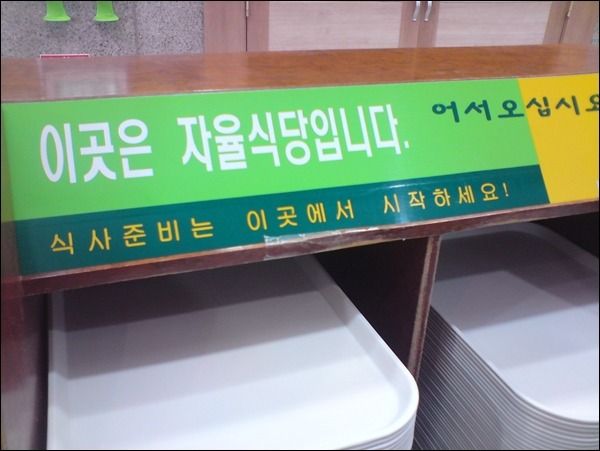 이곳은 자율식당입니다.
어서오십시요
식사준비는 이곳에서 시작하세요!